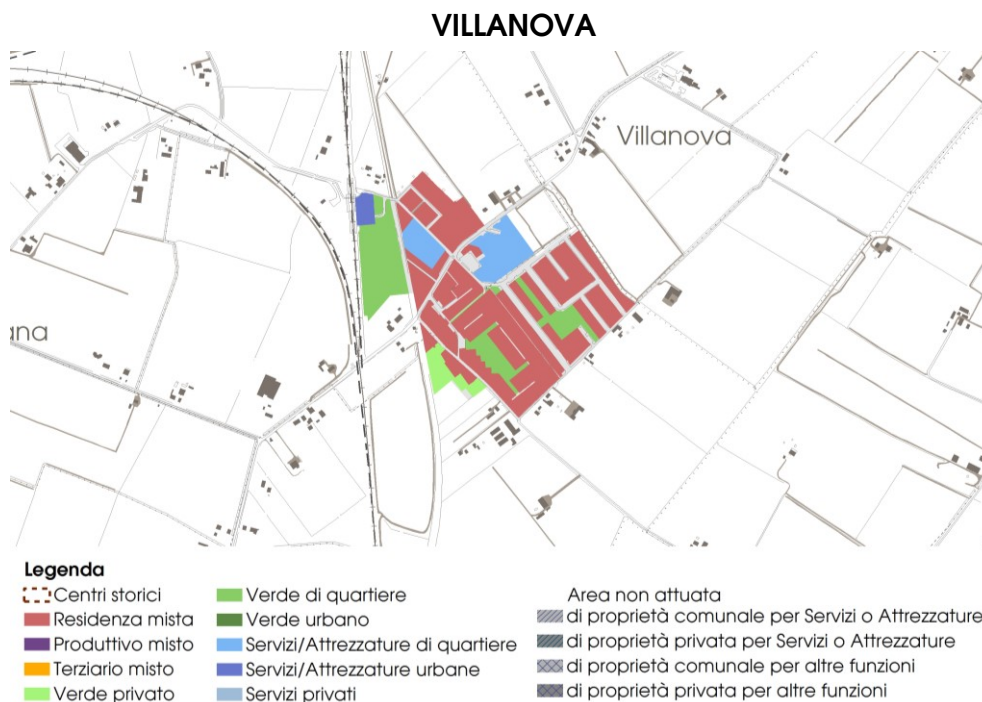 VILLANOVA
Villanova
ana
Legenda
Centri storici
Residenza mista
Produttivo misto
Terziario misto
Verde privato
Verde di quartiere
Verde urbano
Servizi/Attrezzature di quartiere
Servizi/Attrezzature urbane
Servizi privati
Area non attuata
di proprietà comunale per Servizi o Attrezzature
di proprietà privata per Servizi o Attrezzature
di proprietà comunale per altre funzioni
di proprietà privata per altre funzioni